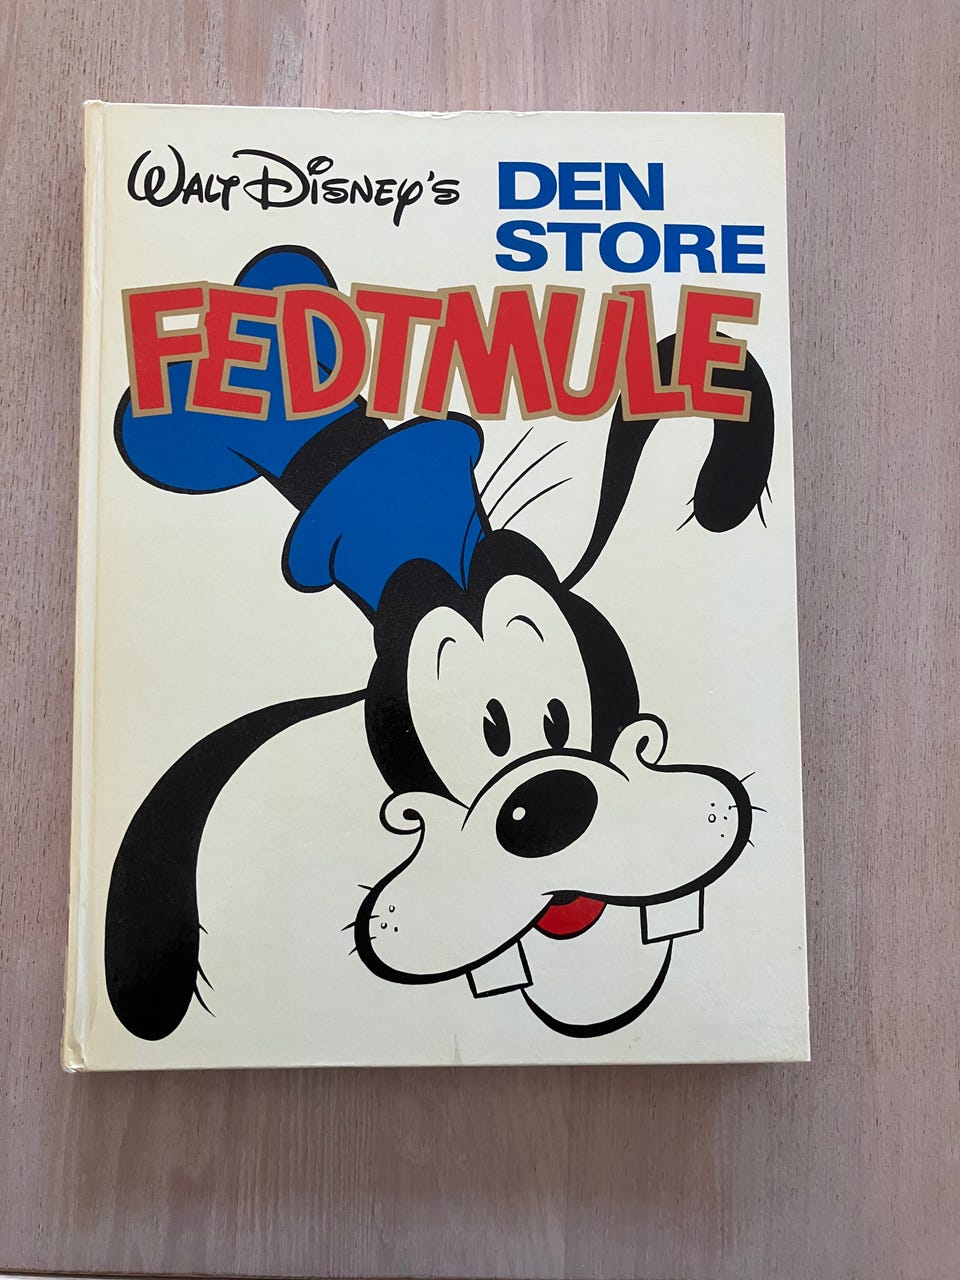 WALT DISNEY'S
DEN
STORE
FEDTMULE